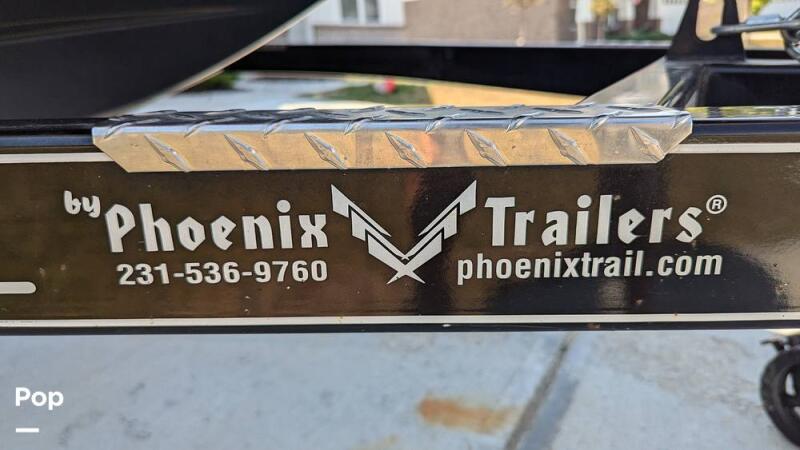 by Phoenix Trailers®
231-536-9760 phoenixtrail.com
Pop